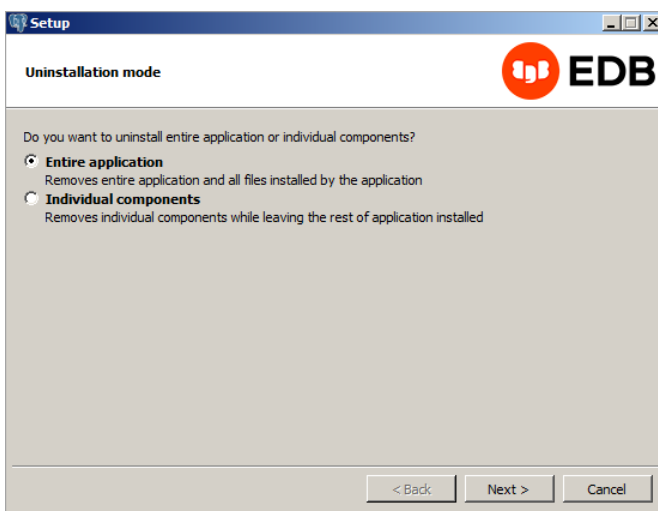 Setup
Uninstallation mode
EDB
Do you want to uninstall entire application or individual components?
Entire application
Removes entire application and all files installed by the application
Individual components
Removes individual components while leaving the rest of application installed
< Back
Next >
Cancel